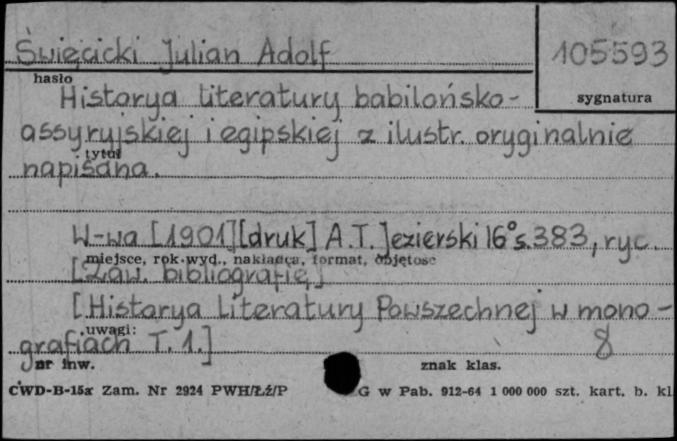 Święcicki Julian Adolf
105593
hasło
sygnatura
Historya literatury babilońsko-
assyryjskiej i egipskiej z ilustr. oryginalnie
tytuł
napisana.
W-wa [1901][druk] A.T. Jezierski 16° s. 383, ryc.
miejsce, rok wyd., nakładca, format, objętość
[Zaw. bibliografię]
[Historya Literatury Powszechnej w mono-
uwagi:
grafiach T. 1.]
8
nr inw.
znak klas.
CWD-B-15x Zam. Nr 2924 PWH/Łź/P G w Pab. 912-64 1 000 000 szt. kart. b. kl